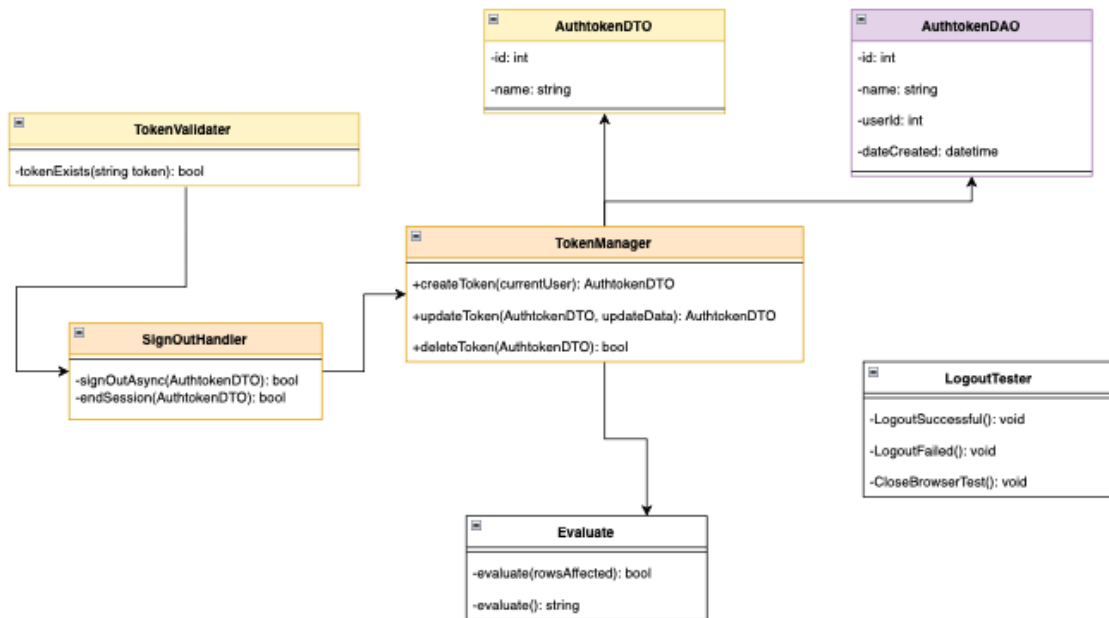 AuthtokenDTO
-id: int
-name: string
AuthtokenDAO
-id: int
-name: string
-userId: int
-dateCreated: datetime
TokenValidater
-tokenExists(string token): bool
TokenManager
+createToken(currentUser): AuthtokenDTO
+updateToken(AuthtokenDTO, updateData): AuthtokenDTO
+deleteToken(AuthtokenDTO): bool
SignOutHandler
-signOutAsync(AuthtokenDTO): bool
-endSession(AuthtokenDTO): bool
LogoutTester
-LogoutSuccessful(): void
-LogoutFailed(): void
-CloseBrowserTest(): void
Evaluate
-evaluate(rowsAffected): bool
-evaluate(): string